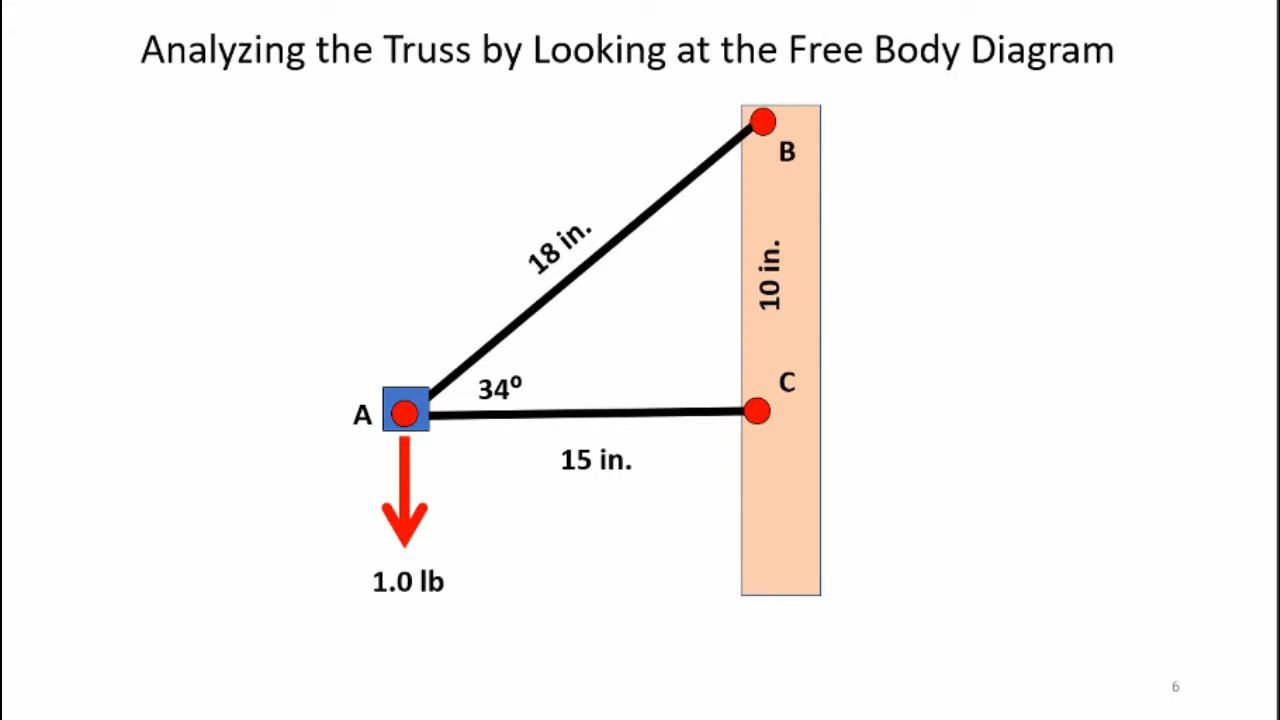 Analyzing the Truss by Looking at the Free Body Diagram
B
18 in.
10 in.
C
34º
A
15 in.
1.0 lb
6